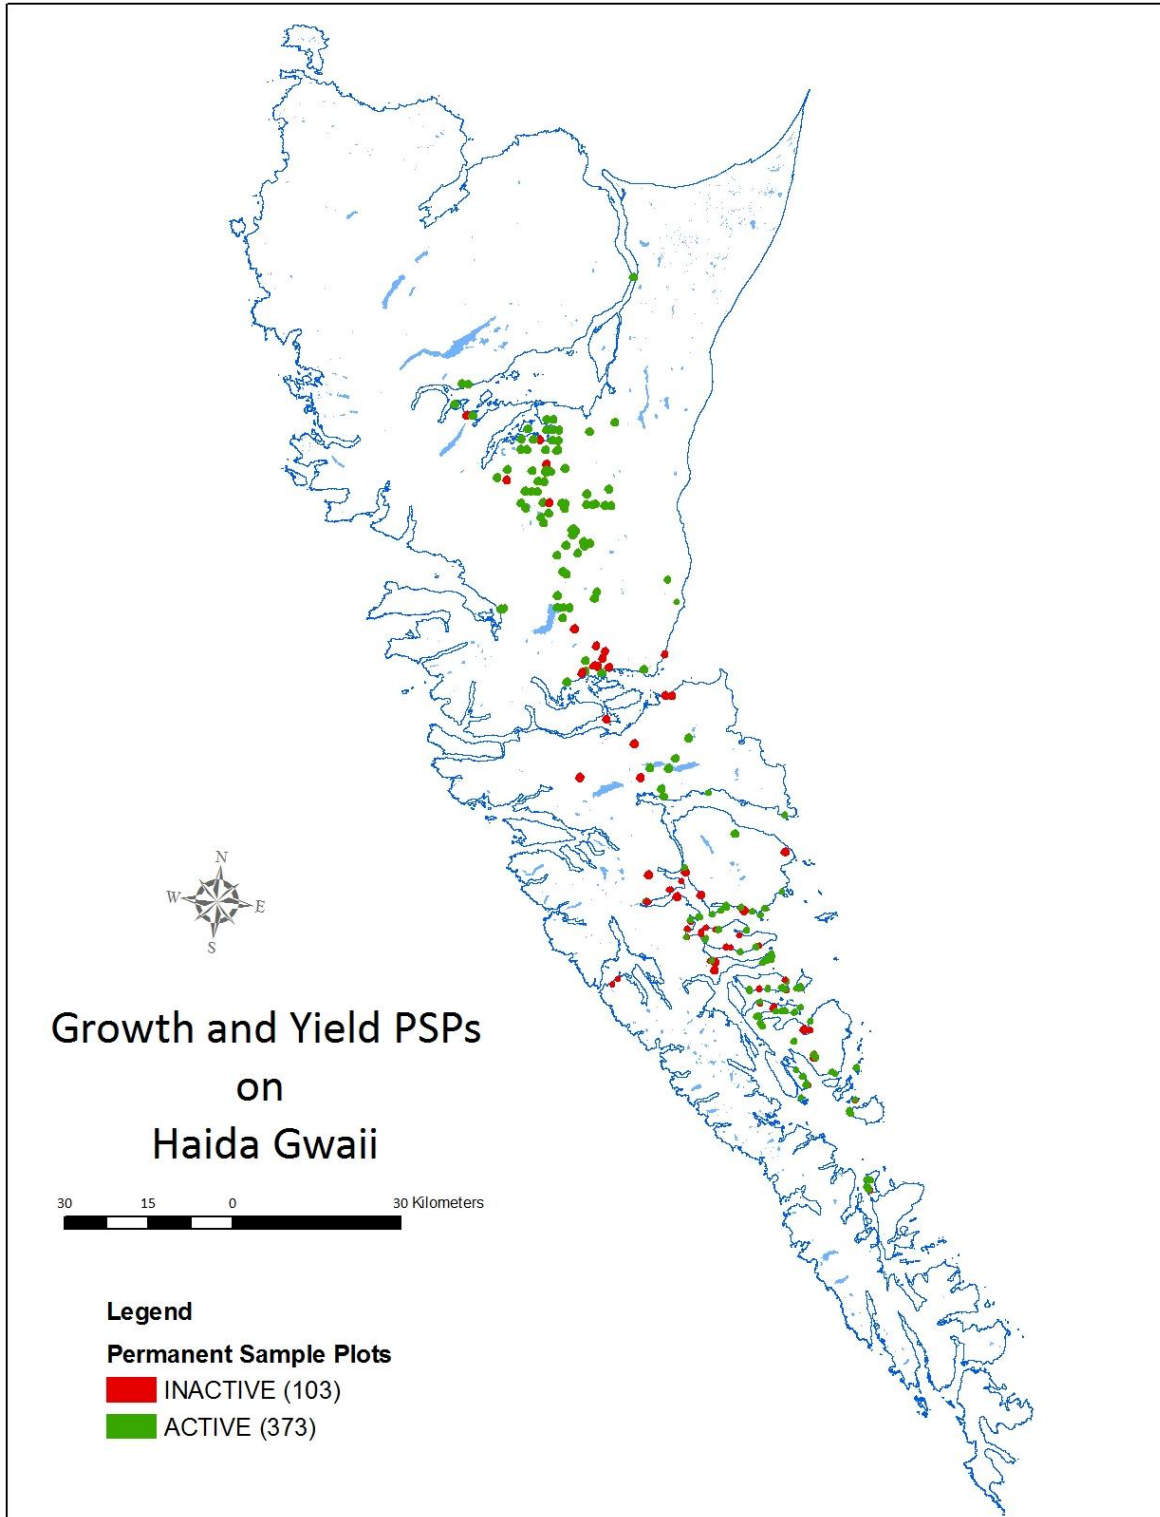 N
W E
S
Growth and Yield PSPs
on
Haida Gwaii
30 15 0 30 Kilometers
Legend
Permanent Sample Plots
INACTIVE (103)
ACTIVE (373)